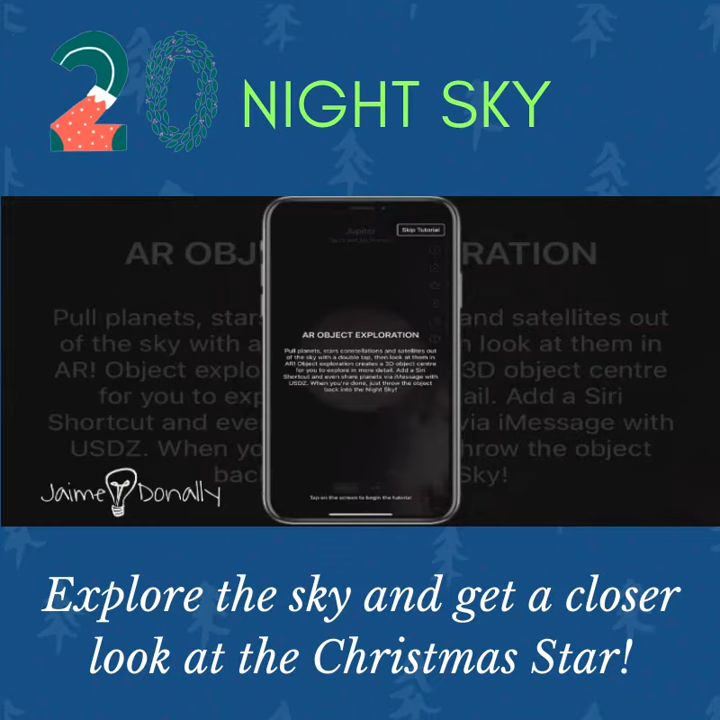 20 NIGHT SKY
AR OBJ
RATION
Pull planets, stars
and satellites out
of the sky with a
n look at them in
AR! Object explo
3D object centre
for you to exp
ail. Add a Siri
Shortcut and eve
via iMessage with
USDZ. When yo
hrow the object
bac
Sky!
Jupiter
Skip Tutorial
AR OBJECT EXPLORATION
Pull planets, stars constellations and satellites out
of the sky with a double tap, then look at them in
AR! Object exploration creates a 3D object centre
for you to explore in more detail. Add a Siri
Shortcut and even share planets via iMessage with
USDZ. When you're done, just throw the object
back into the Night Sky!
Tap on the screen to begin the tutorial
Jaime Donally
Explore the sky and get a closer
look at the Christmas Star!